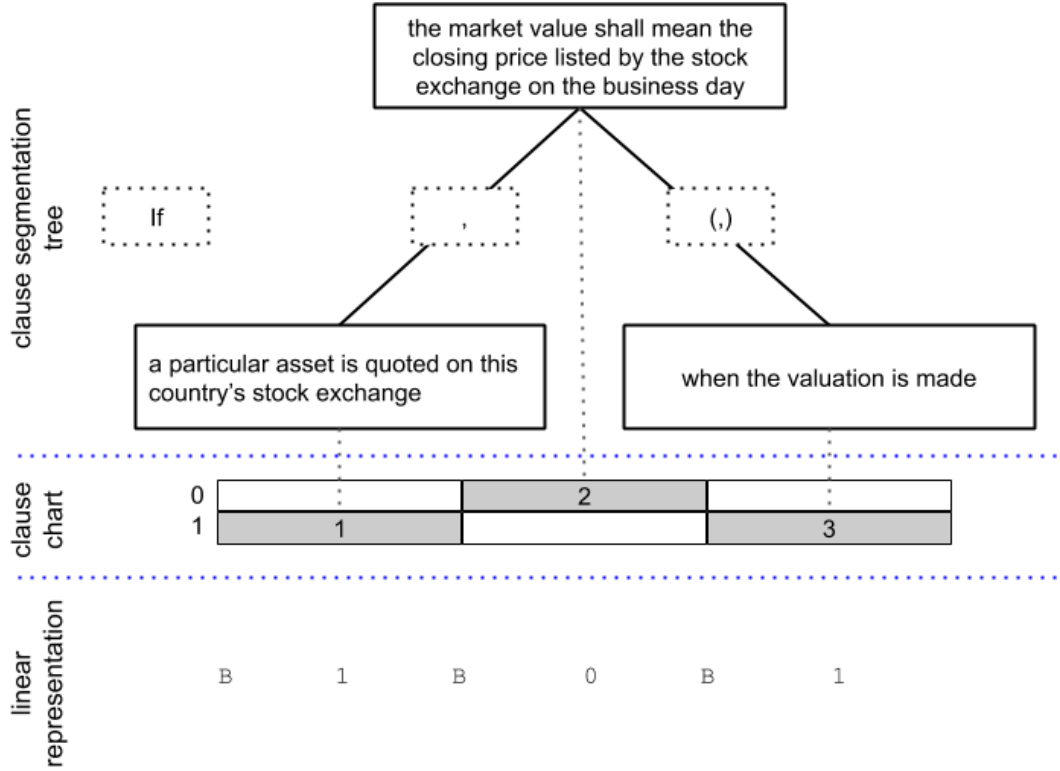 the market value shall mean the
closing price listed by the stock
exchange on the business day
clause segmentation
tree
If
,
(,)
a particular asset is quoted on this
country's stock exchange
when the valuation is made
clause
chart
0
2
1
1
3
linear
representation
B 1 B 0 B 1